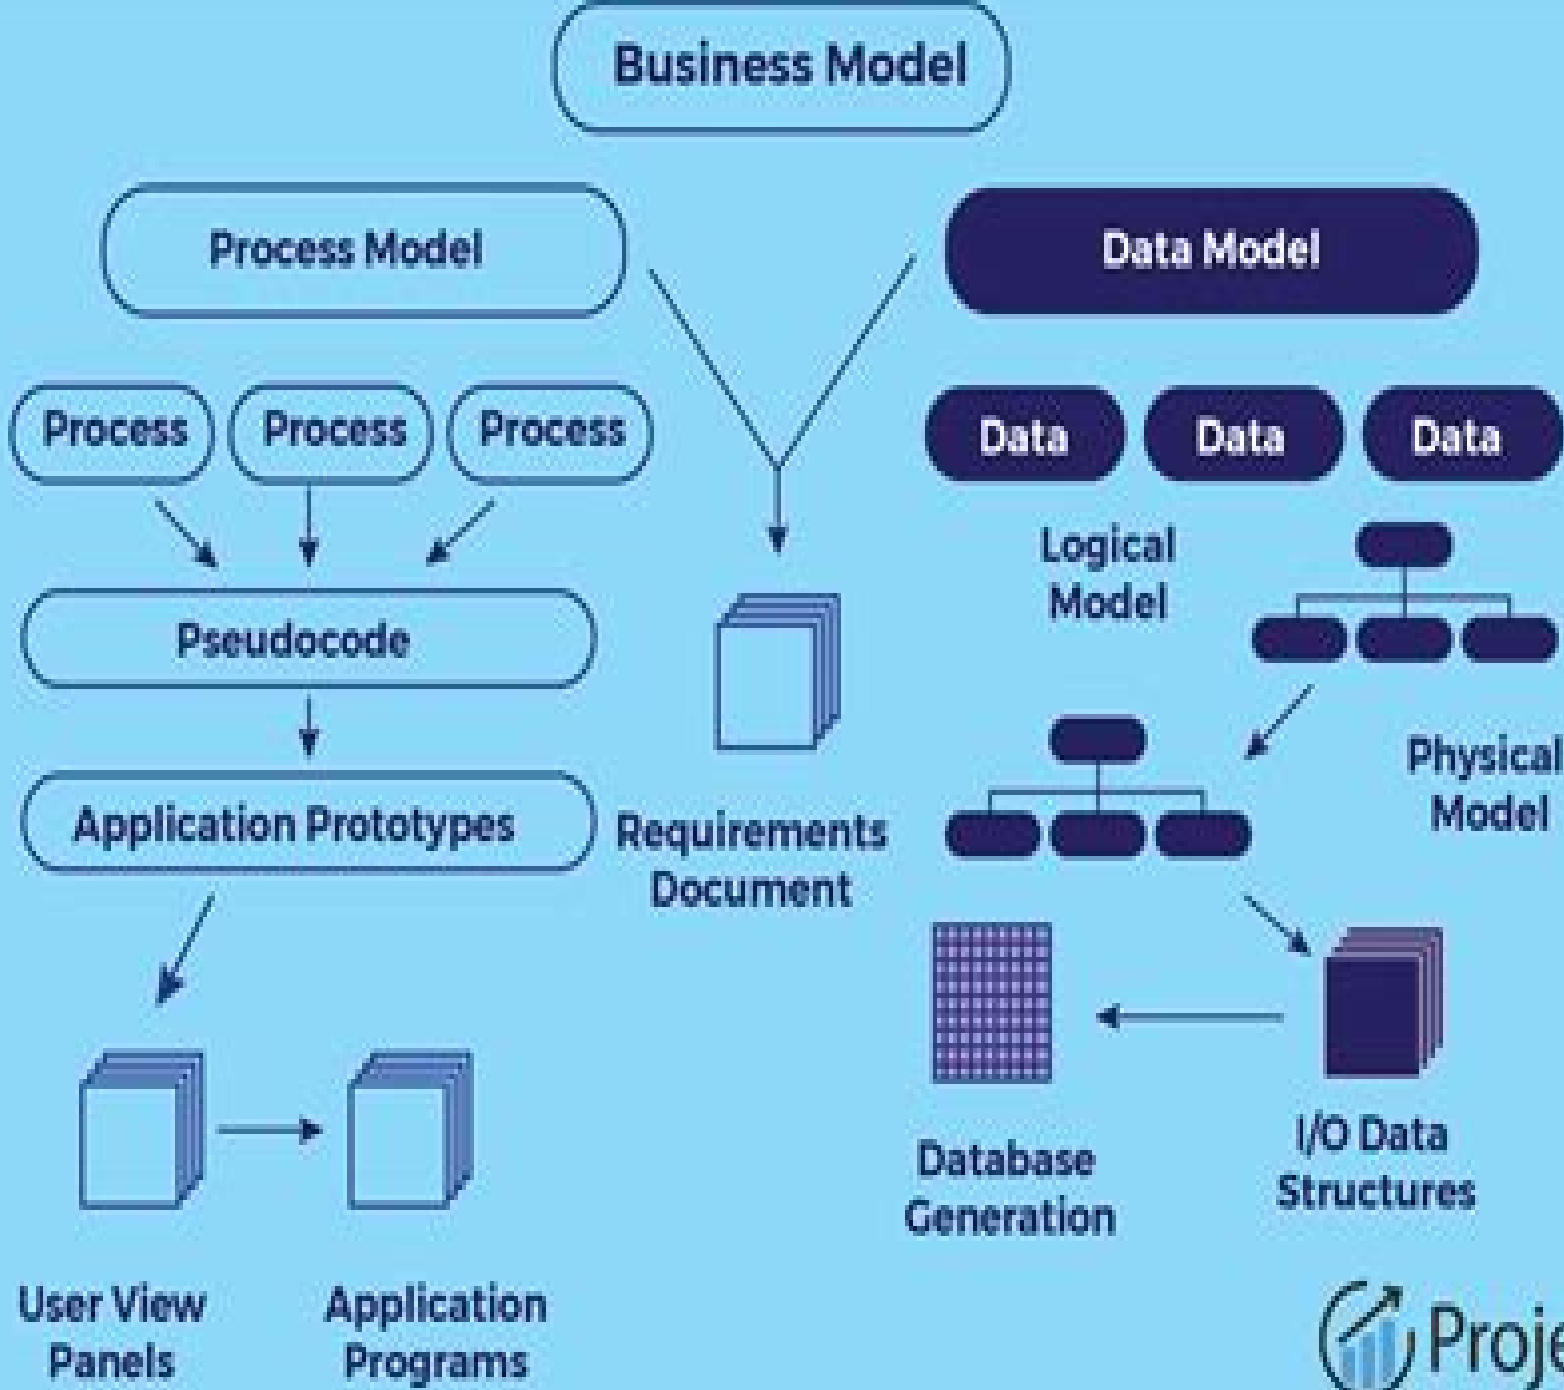 Business Model
Process Model
Data Model
Process
Process
Process
Data
Data
Data
Logical
Model
Pseudocode
Physical
Model
Application Prototypes
Requirements
Document
Database
Generation
I/O Data
Structures
User View
Panels
Application
Programs